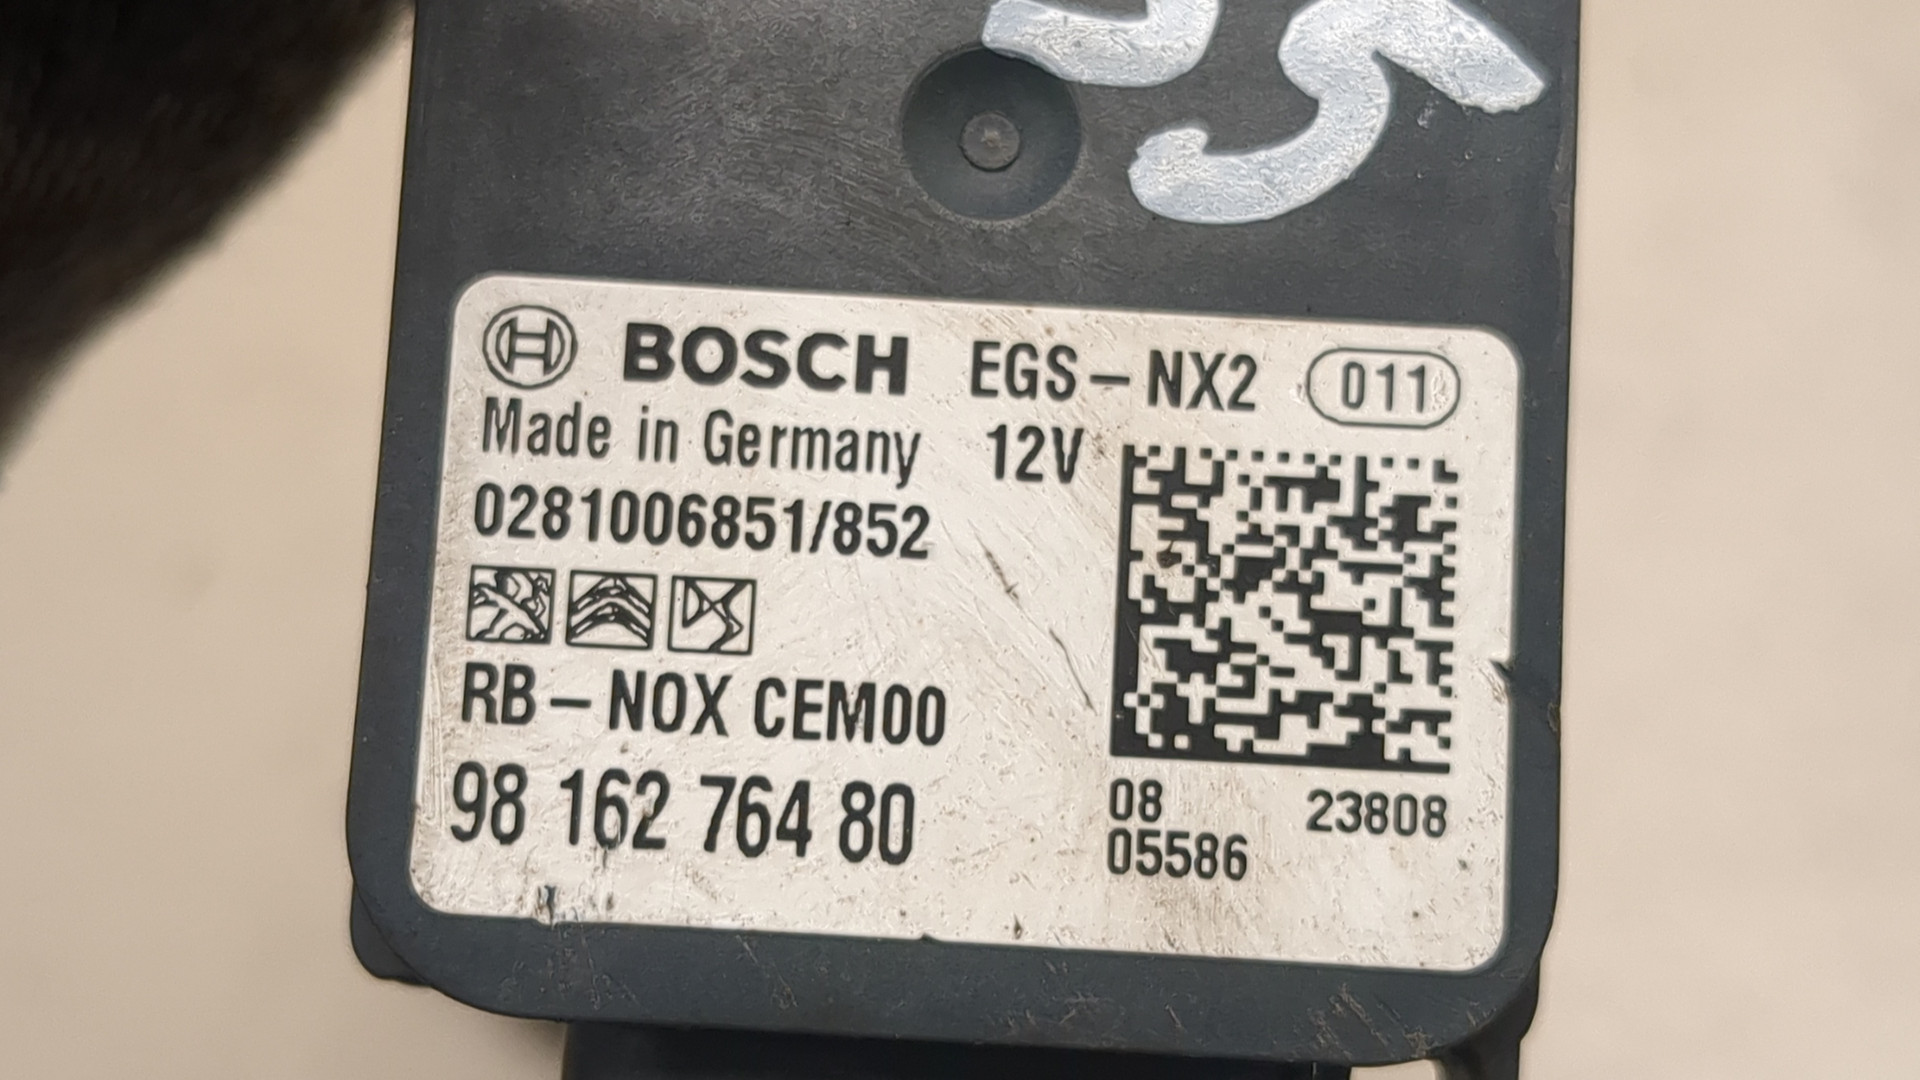 BOSCH EGS-NX2 011
Made in Germany 12V
0281006851/852
RB-NOX CEM00
98 162 764 80
08 23808
05586